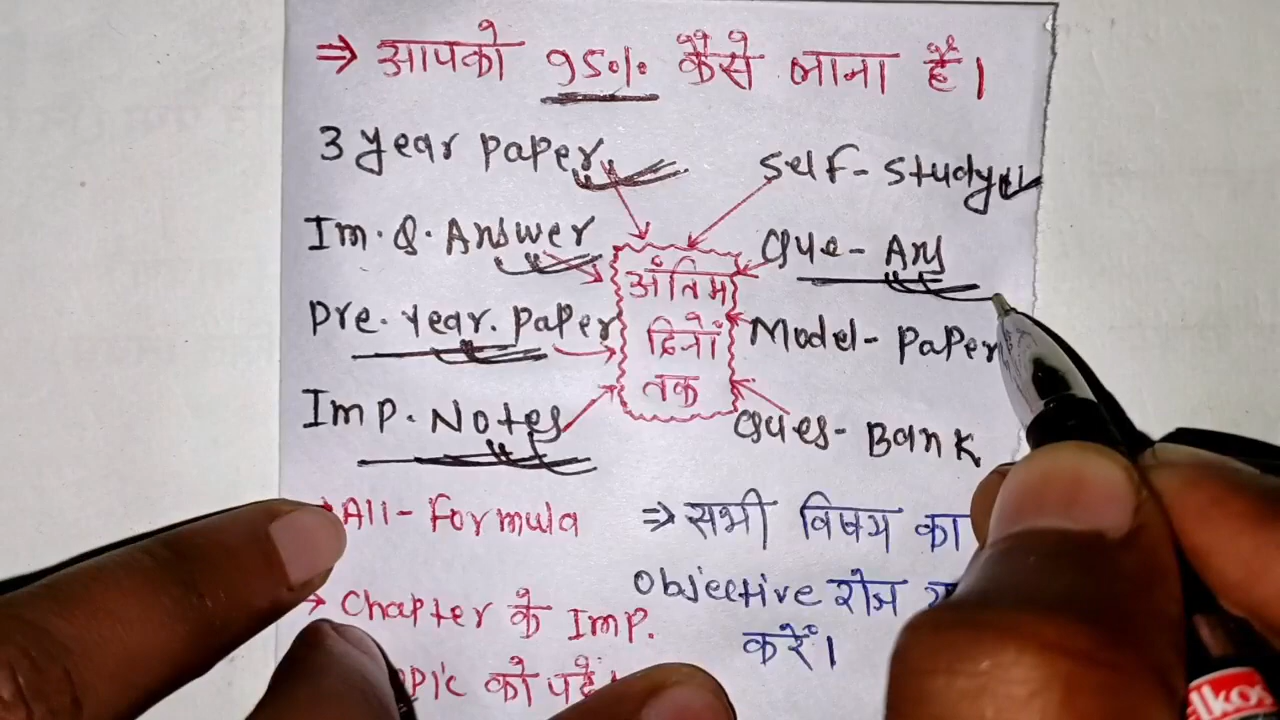 ⇒ आपको 95% कैसे लाना है।
3 year paper
Self-study
Im. Q. Answer
Que-Ans
Pre. Year. paper
Model-PaPer
Imp. Notes
Ques-Bank
अंतिम
दिनों
तक
→ All-Formula
⇒ सभी विषय का
Objective रोज
करें।
→ Chapter के Imp.
को पढ़ें।